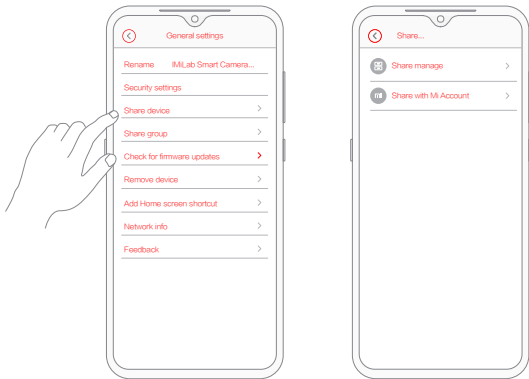 General settings
Rename IMiLab Smart Camera...
Security settings
Share device
Share group
Check for firmware updates
Remove device
Add Home screen shortcut
Network info
Feedback
Share...
Share manage
mi Share with Mi Account